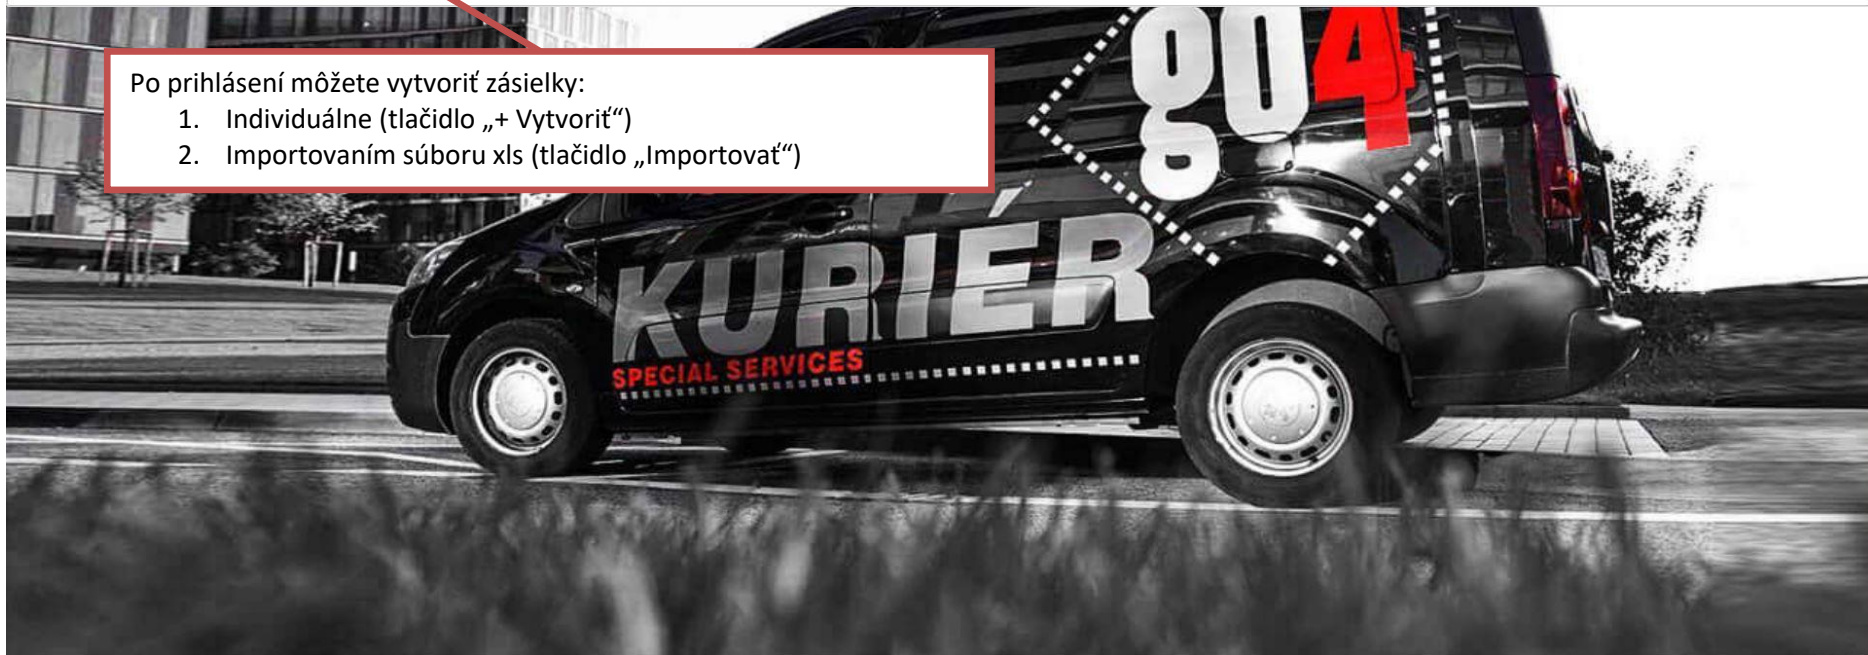 Po prihlásení môžete vytvoriť zásielky:
1. Individuálne (tlačidlo „+ Vytvoriť“)
2. Importovaním súboru xls (tlačidlo „Importovať“)
go4
KURIÉR
SPECIAL SERVICES